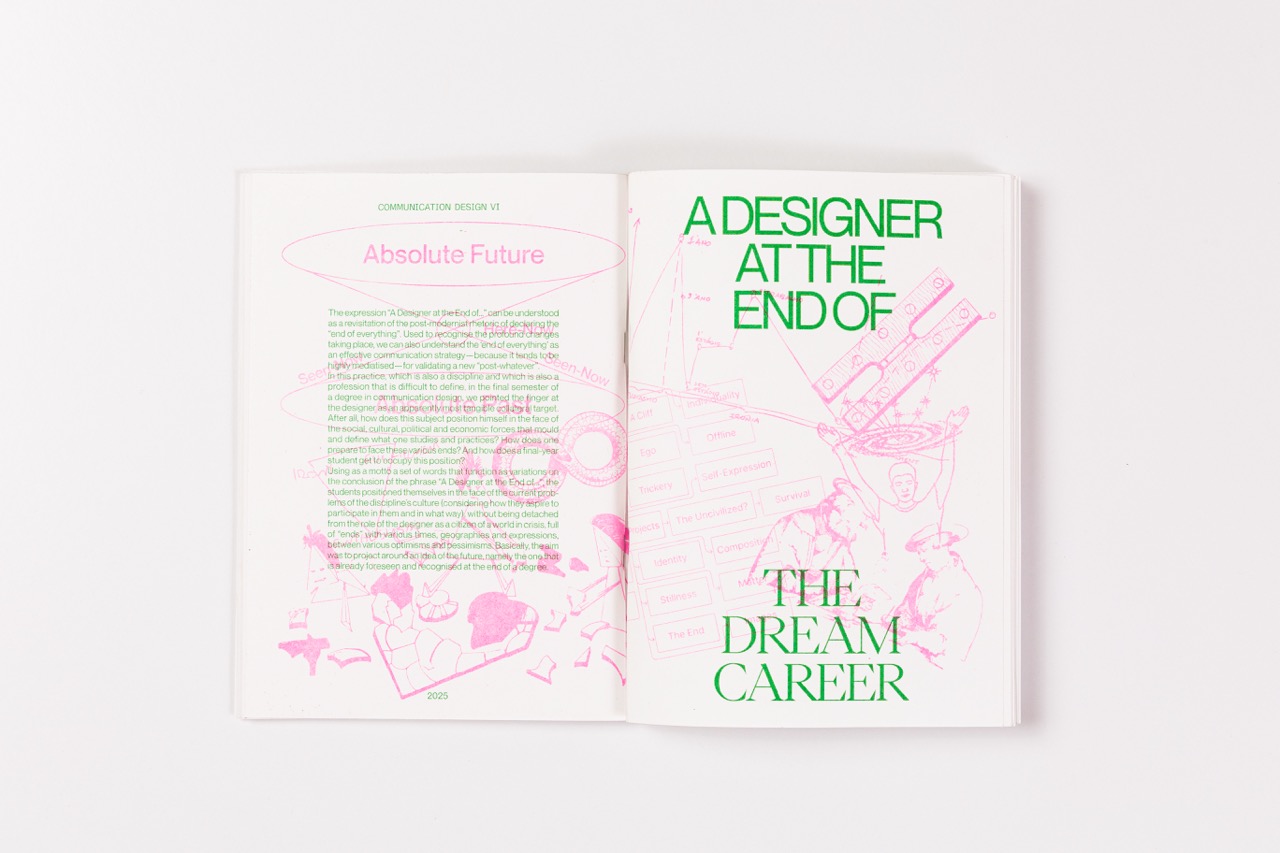 COMMUNICATION DESIGN VI
Absolute Future
The expression “A Designer at the End of...” can be understood
as a revisitation of the post-modernist rhetoric of declaring the
“end of everything”. Used to recognise the profound changes
taking place, we can also understand the ‘end of everything’ as
an effective communication strategy—because it tends to be
highly mediatised—for validating a new “post-whatever”.
In this practice, which is also a discipline and which is also a
profession that is difficult to define, in the final semester of
a degree in communication design, we pointed the finger at
the designer as an apparently most tangible cultural target.
After all, how does this subject position himself in the face of
the social, cultural, political and economic forces that mould
and define what one studies and practices? How does one
prepare to face these various ends? And how does a final-year
student get to occupy this position?
Using as a motto a set of words that function as variations on
the conclusion of the phrase “A Designer at the End of...”, the
students positioned themselves in the face of the current prob-
lems of the discipline’s culture (considering how they aspire to
participate in them and in what way), without being detached
from the role of the designer as a citizen of a world in crisis, full
of “ends” with various times, geographies and expressions,
between various optimisms and pessimisms. Basically, the aim
was to project around an idea of the future, namely the one that
is already foreseen and recognised at the end of a degree.
Here-Now
Seen-Now
Absolute Past
2025
A DESIGNER
AT THE
END OF
Offline
Ego
Self-Expression
Trickery
Survival
The Uncivilized?
Identity
Stillness
The End
THE
DREAM
CAREER